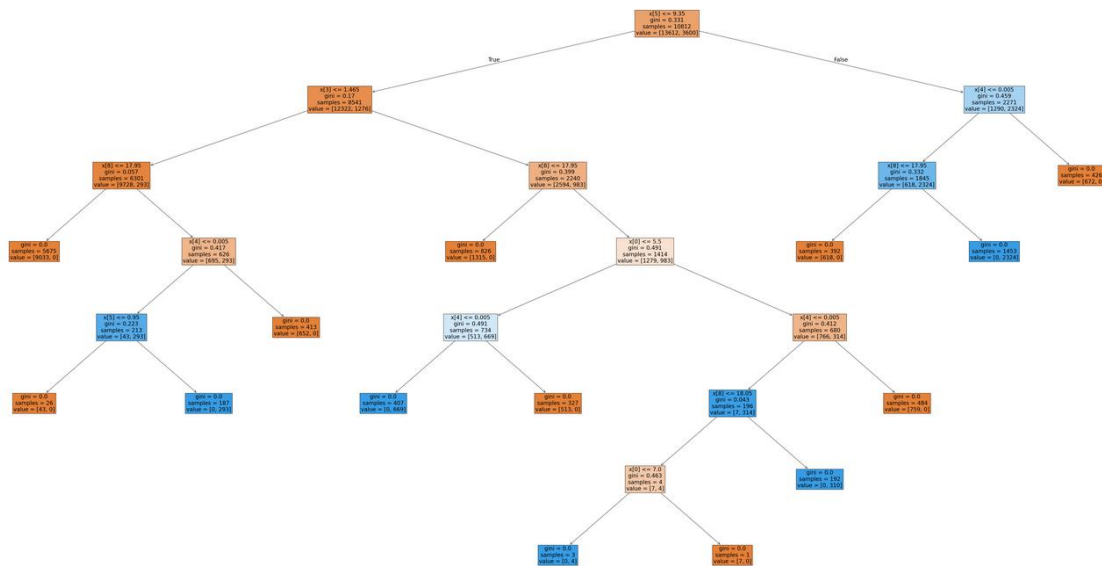 x[5] <= 9.35
gini = 0.331
samples = 10812
value = [13612, 3600]
True
False
x[3] <= 1.465
gini = 0.17
samples = 8541
value = [12322, 1276]
x[4] <= 0.005
gini = 0.459
samples = 2271
value = [1290, 2324]
x[8] <= 17.95
gini = 0.057
samples = 6301
value = [9728, 293]
x[8] <= 17.95
gini = 0.399
samples = 2240
value = [2594, 983]
x[8] <= 17.95
gini = 0.332
samples = 1845
value = [618, 2324]
gini = 0.0
samples = 426
value = [672, 0]
gini = 0.0
samples = 5675
value = [9033, 0]
x[4] <= 0.005
gini = 0.417
samples = 626
value = [695, 293]
gini = 0.0
samples = 826
value = [1315, 0]
x[0] <= 5.5
gini = 0.491
samples = 1414
value = [1279, 983]
gini = 0.0
samples = 392
value = [618, 0]
gini = 0.0
samples = 1453
value = [0, 2324]
x[5] <= 0.95
gini = 0.223
samples = 213
value = [43, 293]
gini = 0.0
samples = 413
value = [652, 0]
x[4] <= 0.005
gini = 0.491
samples = 734
value = [513, 669]
x[4] <= 0.005
gini = 0.412
samples = 680
value = [766, 314]
gini = 0.0
samples = 26
value = [43, 0]
gini = 0.0
samples = 187
value = [0, 293]
gini = 0.0
samples = 407
value = [0, 669]
gini = 0.0
samples = 327
value = [513, 0]
x[8] <= 18.05
gini = 0.043
samples = 196
value = [7, 314]
gini = 0.0
samples = 484
value = [759, 0]
x[0] <= 7.0
gini = 0.463
samples = 4
value = [7, 4]
gini = 0.0
samples = 192
value = [0, 310]
gini = 0.0
samples = 3
value = [0, 4]
gini = 0.0
samples = 1
value = [7, 0]